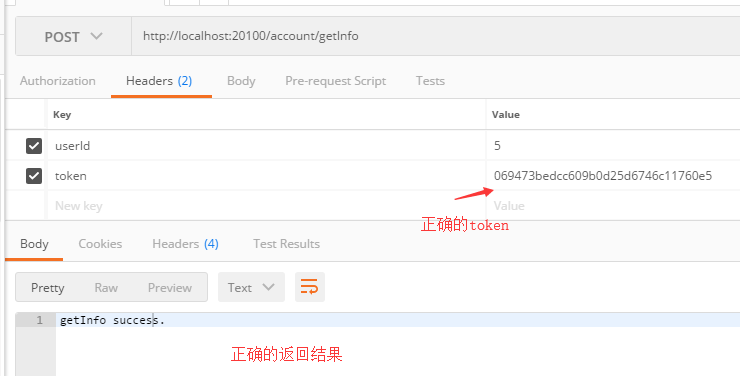 POST
http://localhost:20100/account/getInfo
Authorization
Headers (2)
Body
Pre-request Script
Tests
Key
Value
userId
5
token
069473bedcc609b0d25d6746c11760e5
New key
Value
正确的token
Body
Cookies
Headers (4)
Test Results
Pretty
Raw
Preview
Text
1
getInfo success.
正确的返回结果